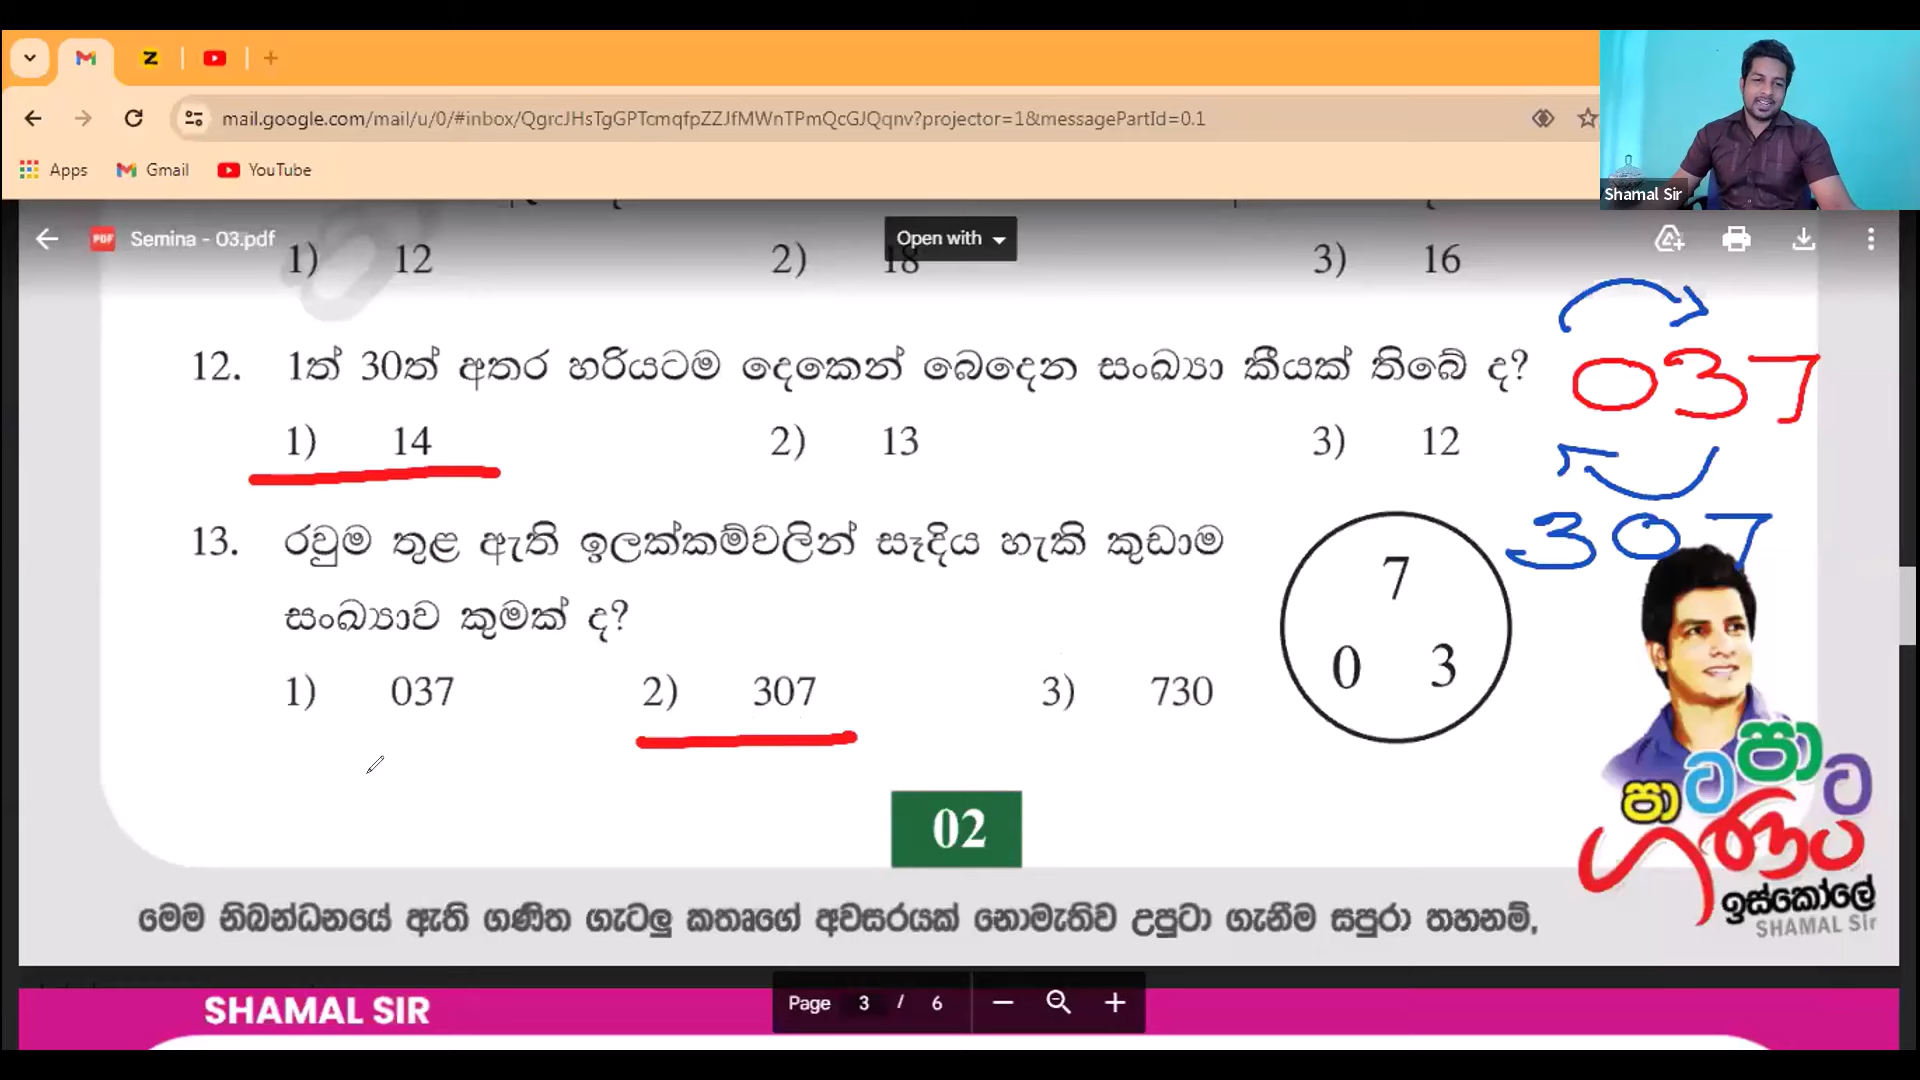 mail.google.com/mail/u/0/#inbox/QgrcJHsTgGPTcmqfpZZJfMWnTPmQcGJQqnv?projector=1&messagePartId=0.1
Apps Gmail YouTube
Shamal Sir
PDF Semina - 03.pdf
Open with
1) 12 2) 18 3) 16
12. 1ත් 30ත් අතර හරියටම දෙකෙන් බෙදෙන සංඛ්‍යා කීයක් තිබේ ද?
037
1) 14 2) 13 3) 12
307
13. රවුම තුළ ඇති ඉලක්කම්වලින් සෑදිය හැකි කුඩාම
සංඛ්‍යාව කුමක් ද?
7
0 3
1) 037 2) 307 3) 730
02
පාටපාට
ගණිත
ඉස්කෝලේ
SHAMAL Sir
මෙම නිබන්ධනයේ ඇති ගණිත ගැටලු කතෘගේ අවසරයක් නොමැතිව උපුටා ගැනීම සපුරා තහනම්,
Page 3 / 6
SHAMAL SIR